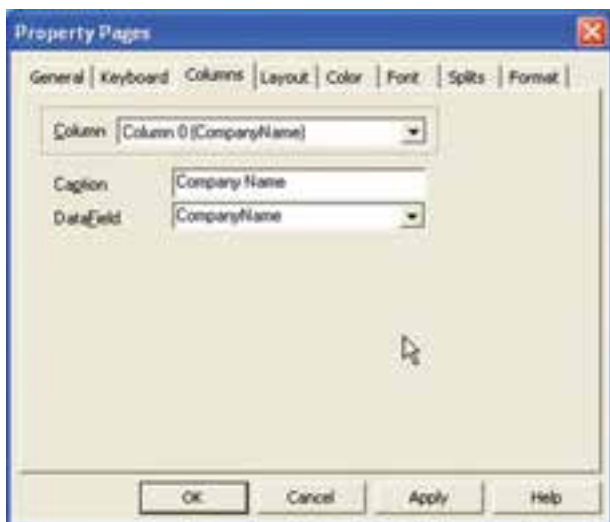 Property Pages
General Keyboard Columns Layout Color Font Splits Format
Column Column 0 (CompanyName)
Caption Company Name
DataField CompanyName
OK Cancel Apply Help